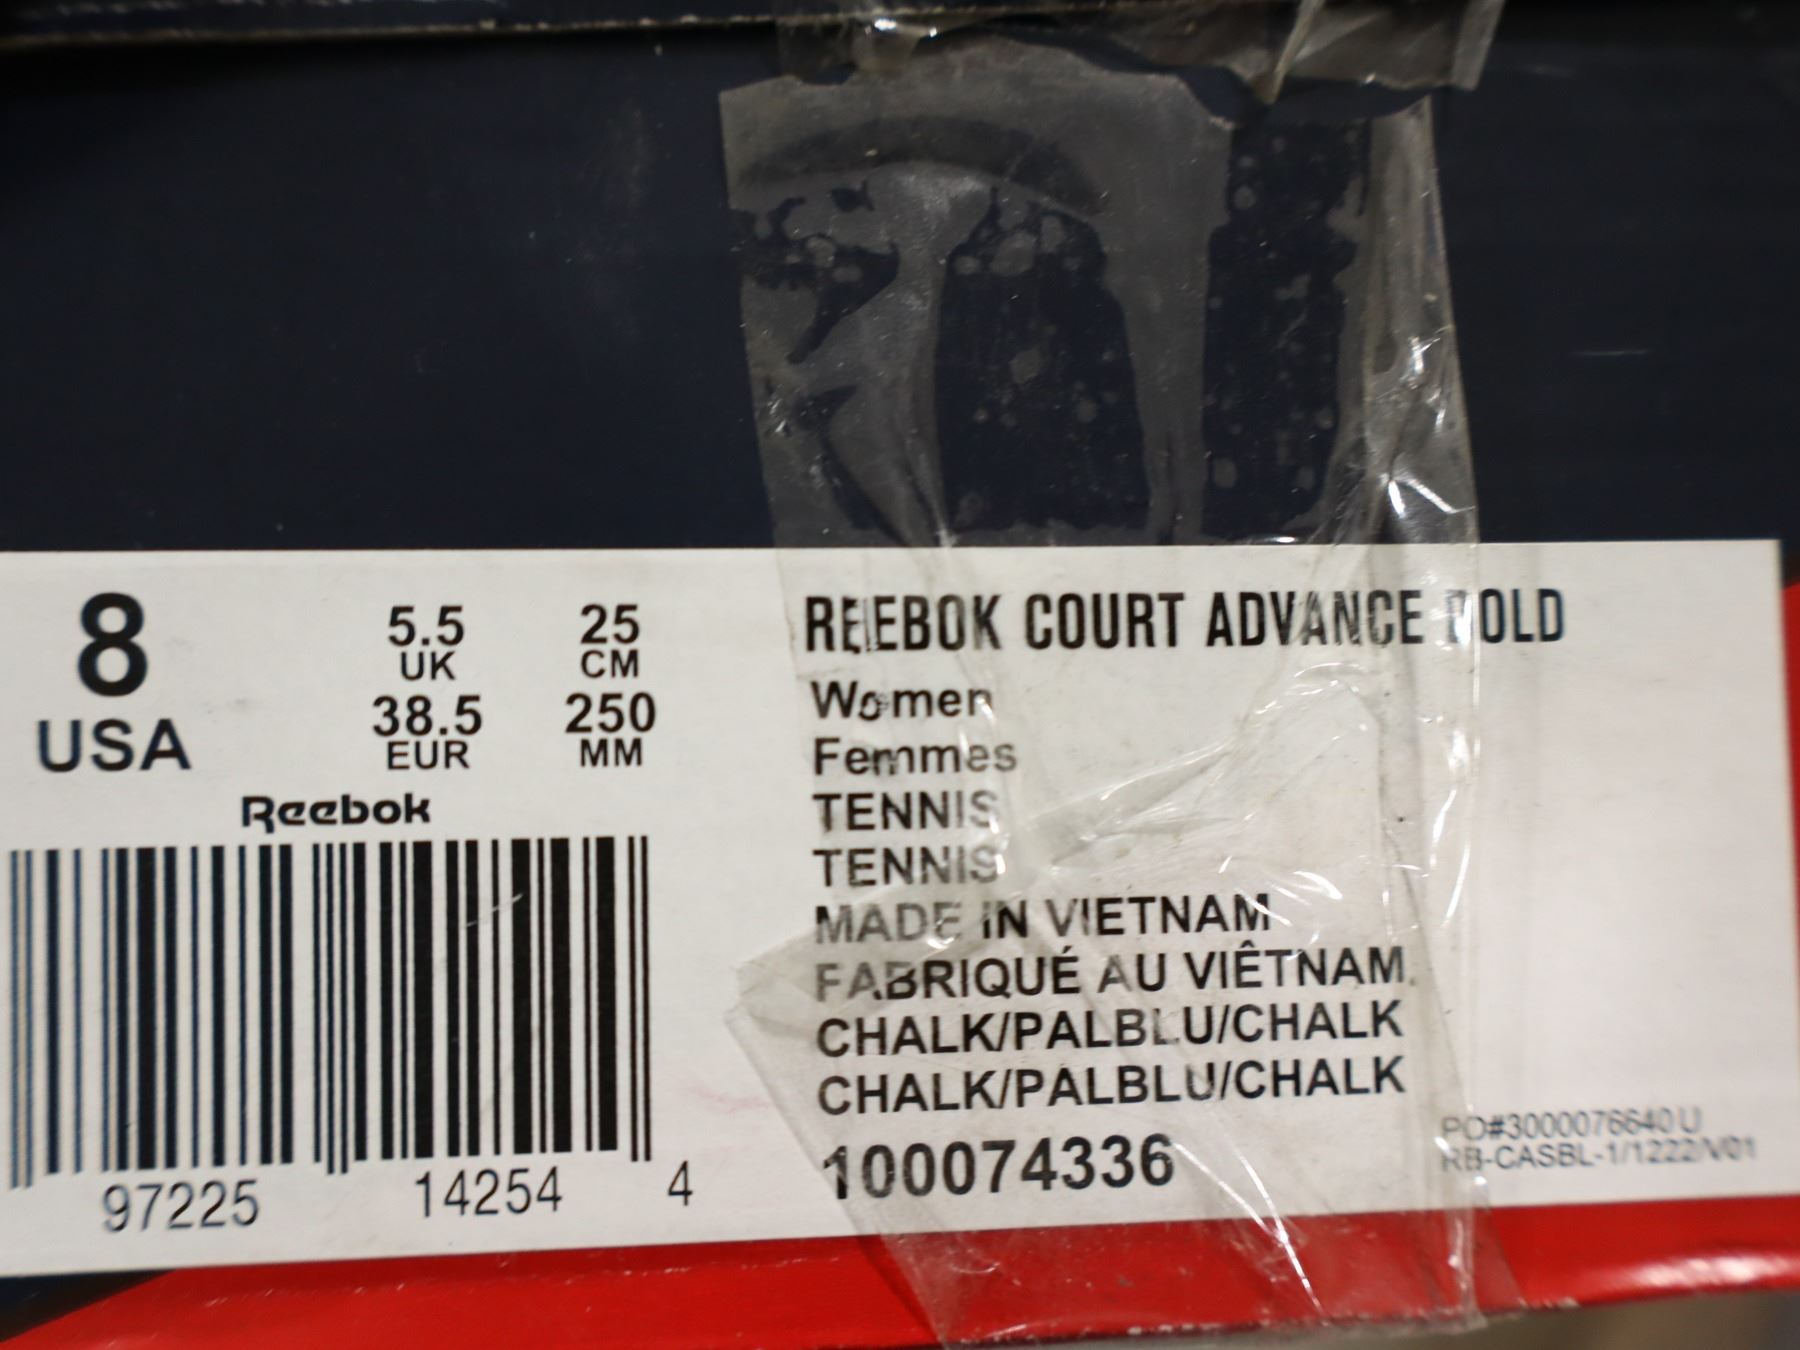 8
USA
5.5
UK
38.5
EUR
25
CM
250
MM
Reebok
97225 14254 4
REEBOK COURT ADVANCE BOLD
Women
Femmes
TENNIS
TENNIS
MADE IN VIETNAM
FABRIQUÉ AU VIÊTNAM
CHALK/PALBLU/CHALK
CHALK/PALBLU/CHALK
100074336
PO#3000076640 U
RB-CASBL-1/1222/V01